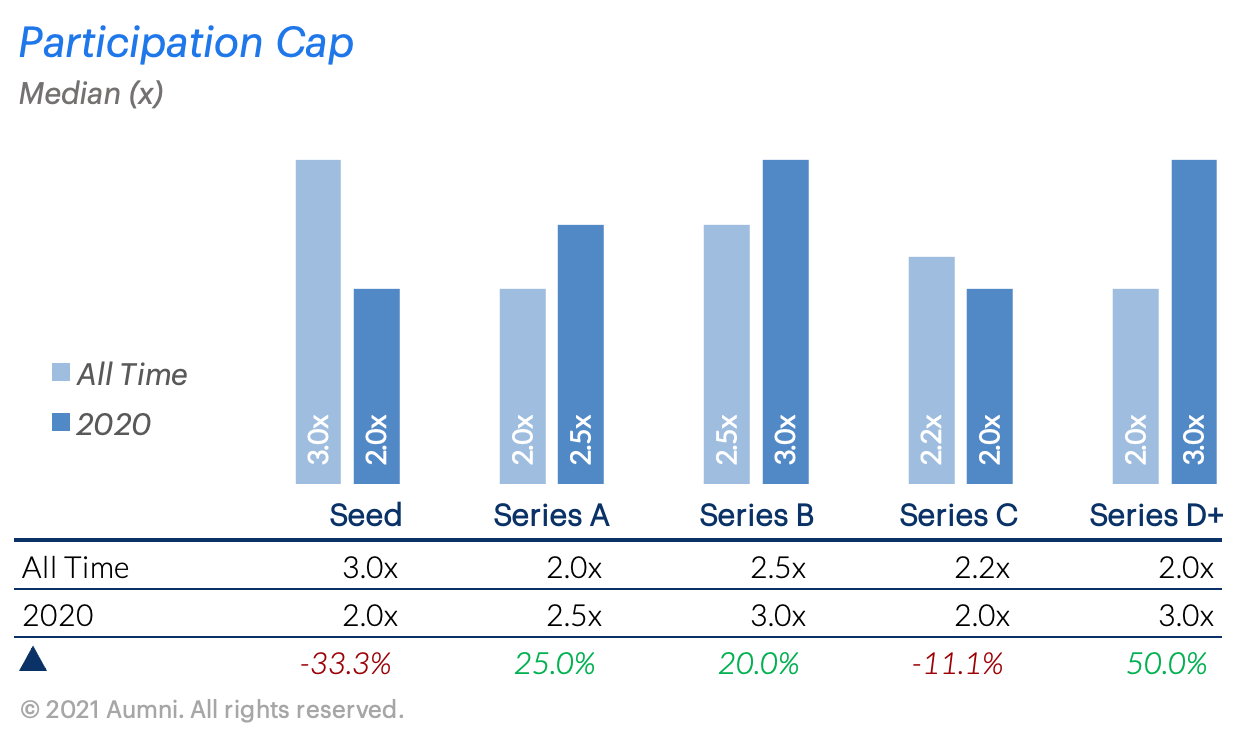 Participation Cap
Median (x)
All Time
2020
3.0x 2.0x 2.0x 2.5x 2.5x 3.0x 2.2x 2.0x 2.0x 3.0x
Seed Series A Series B Series C Series D+
All Time 3.0x 2.0x 2.5x 2.2x 2.0x
2020 2.0x 2.5x 3.0x 2.0x 3.0x
-33.3% 25.0% 20.0% -11.1% 50.0%
© 2021 Aumni. All rights reserved.